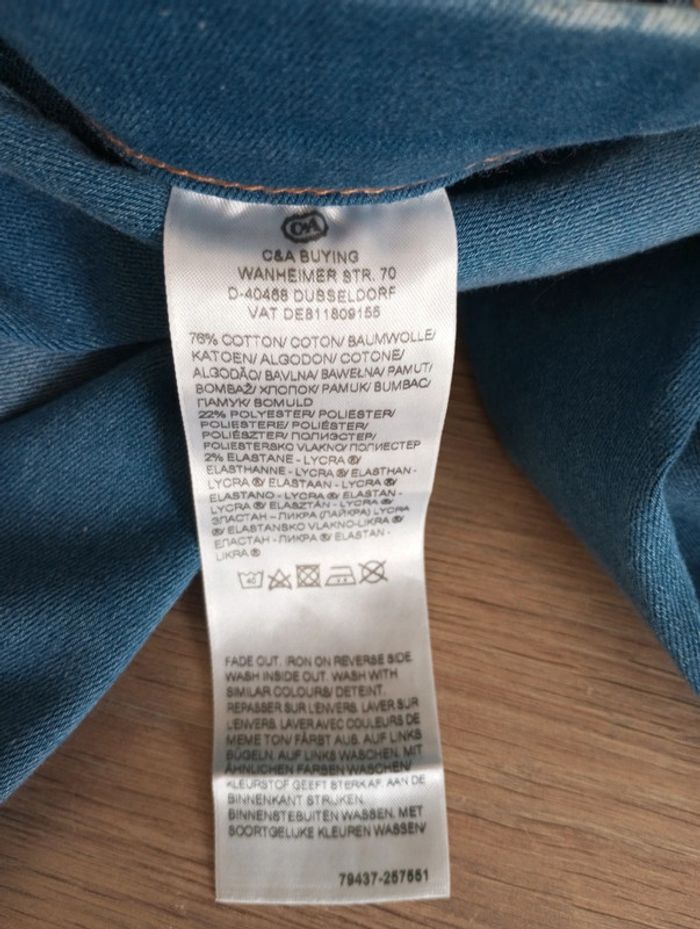 C&A
C&A BUYING
WANHEIMER STR. 70
D-40468 DUSSELDORF
VAT DE811809155
76% COTTON/ COTON/ BAUMWOLLE/
KATOEN/ ALGODON/ COTONE/
ALGODÃO/ BAVLNA/ BAWEŁNA/ PAMUT/
BOMBAŽ/ ХЛОПОК/ PAMUK/ BUMBAC/
ПАМУК/ BOMULD
22% POLYESTER/ POLIESTER/
POLIESTERE/ POLIÉSTER/
POLIÉSZTER/ ПОЛИЭСТЕР/
POLIESTERSKO VLAKNO/ ПОЛИЕСТЕР
2% ELASTANE - LYCRA ®/
ELASTHANNE - LYCRA ®/ ELASTHAN -
LYCRA ®/ ELASTAAN - LYCRA ®/
ELASTANO - LYCRA ®/ ELASTAN -
LYCRA ®/ ELASZTÁN - LYCRA ®/
ЭЛАСТАН – ЛИКРА (ЛАЙКРА) LYCRA
®/ ELASTANSKO VLAKNO-LIKRA ®/
ЕЛАСТАН - ЛИКРА ®/ ELASTAN -
LIKRA ®
40
FADE OUT. IRON ON REVERSE SIDE
WASH INSIDE OUT. WASH WITH
SIMILAR COLOURS/ DETEINT.
REPASSER SUR L'ENVERS. LAVER SUR
L'ENVERS. LAVER AVEC COULEURS DE
MEME TON/ FÄRBT AUS. AUF LINKS
BÜGELN. AUF LINKS WASCHEN. MIT
ÄHNLICHEN FARBEN WASCHEN/
KLEURSTOF GEEFT STERK AF. AAN DE
BINNENKANT STRIJKEN.
BINNENSTEBUITEN WASSEN. MET
SOORTGELIJKE KLEUREN WASSEN/
79437-257551